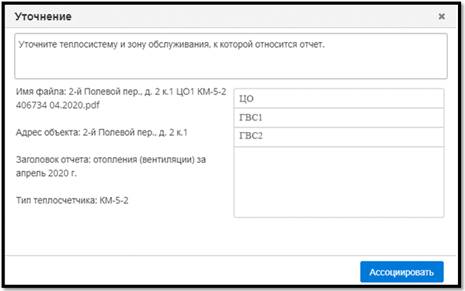 Уточнение
Уточните теплосистему и зону обслуживания, к которой относится отчет.
Имя файла: 2-й Полевой пер., д. 2 к.1 ЦО1 КМ-5-2
406734 04.2020.pdf
Адрес объекта: 2-й Полевой пер., д. 2 к.1
Заголовок отчета: отопления (вентиляции) за
апрель 2020 г.
Тип теплосчетчика: КМ-5-2
ЦО
ГВС1
ГВС2
Ассоциировать